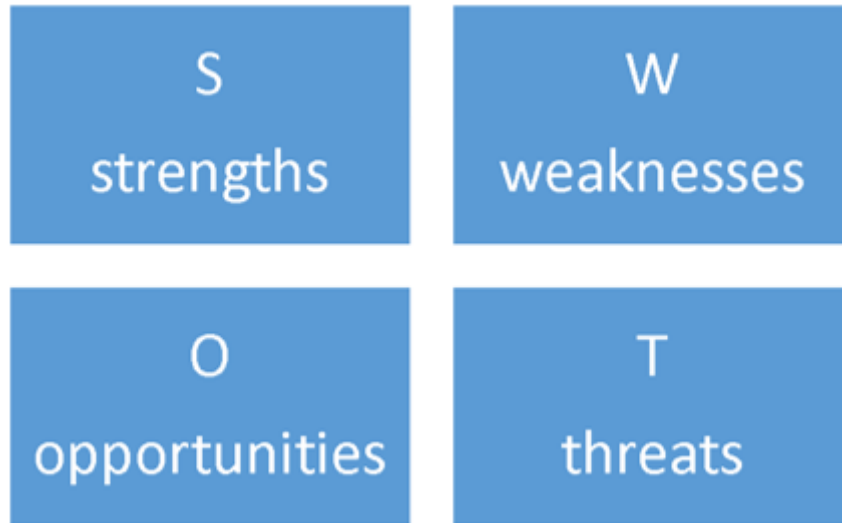 S
strengths
W
weaknesses
O
opportunities
T
threats